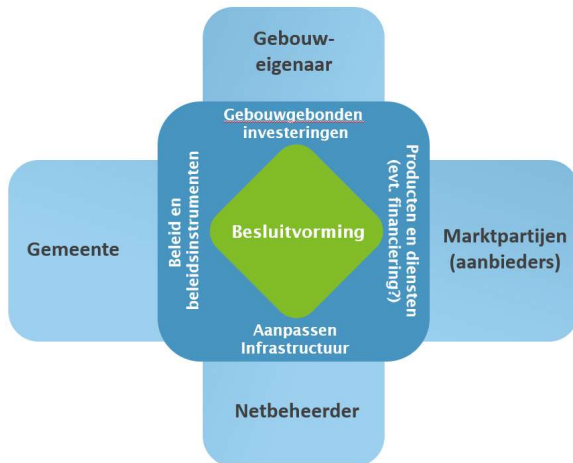 Gebouw-
eigenaar
Gebouwgebonden
investeringen
Gemeente
Beleid en
beleidsinstrumenten
Besluitvorming
Producten en diensten
(evt. financiering?)
Marktpartijen
(aanbieders)
Aanpassen
Infrastructuur
Netbeheerder